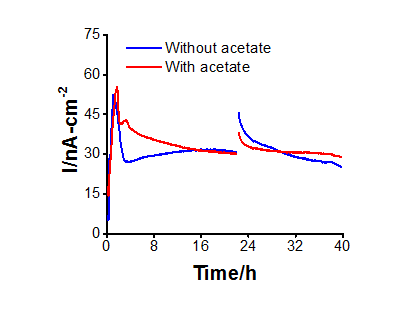 75
Without acetate
With acetate
60
45
30
15
0
I/nA-cm-2
0 8 16 24 32 40
Time/h